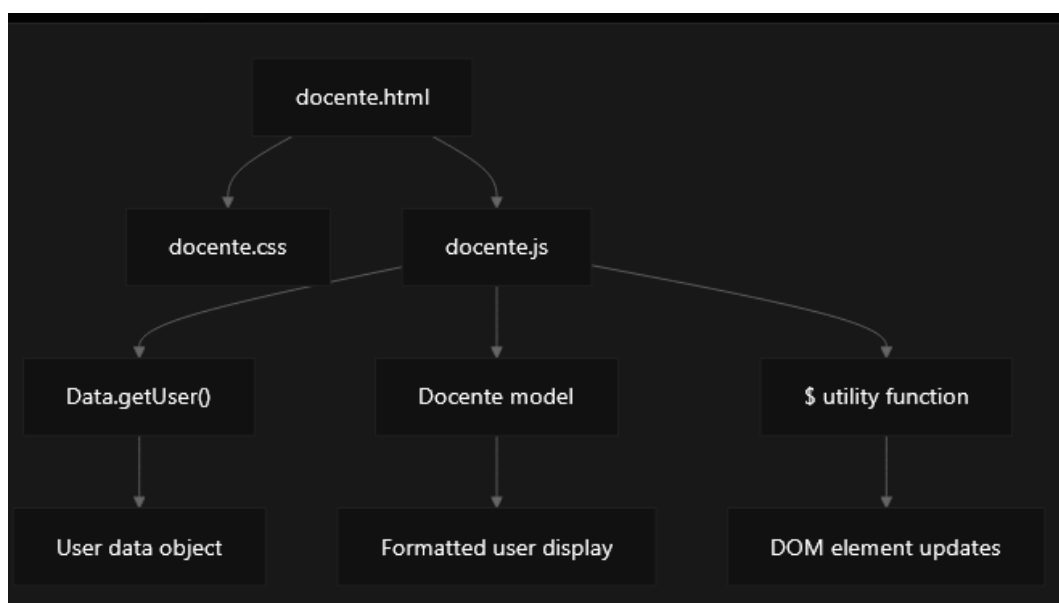 docente.html
docente.css
docente.js
Data.getUser()
Docente model
$ utility function
User data object
Formatted user display
DOM element updates